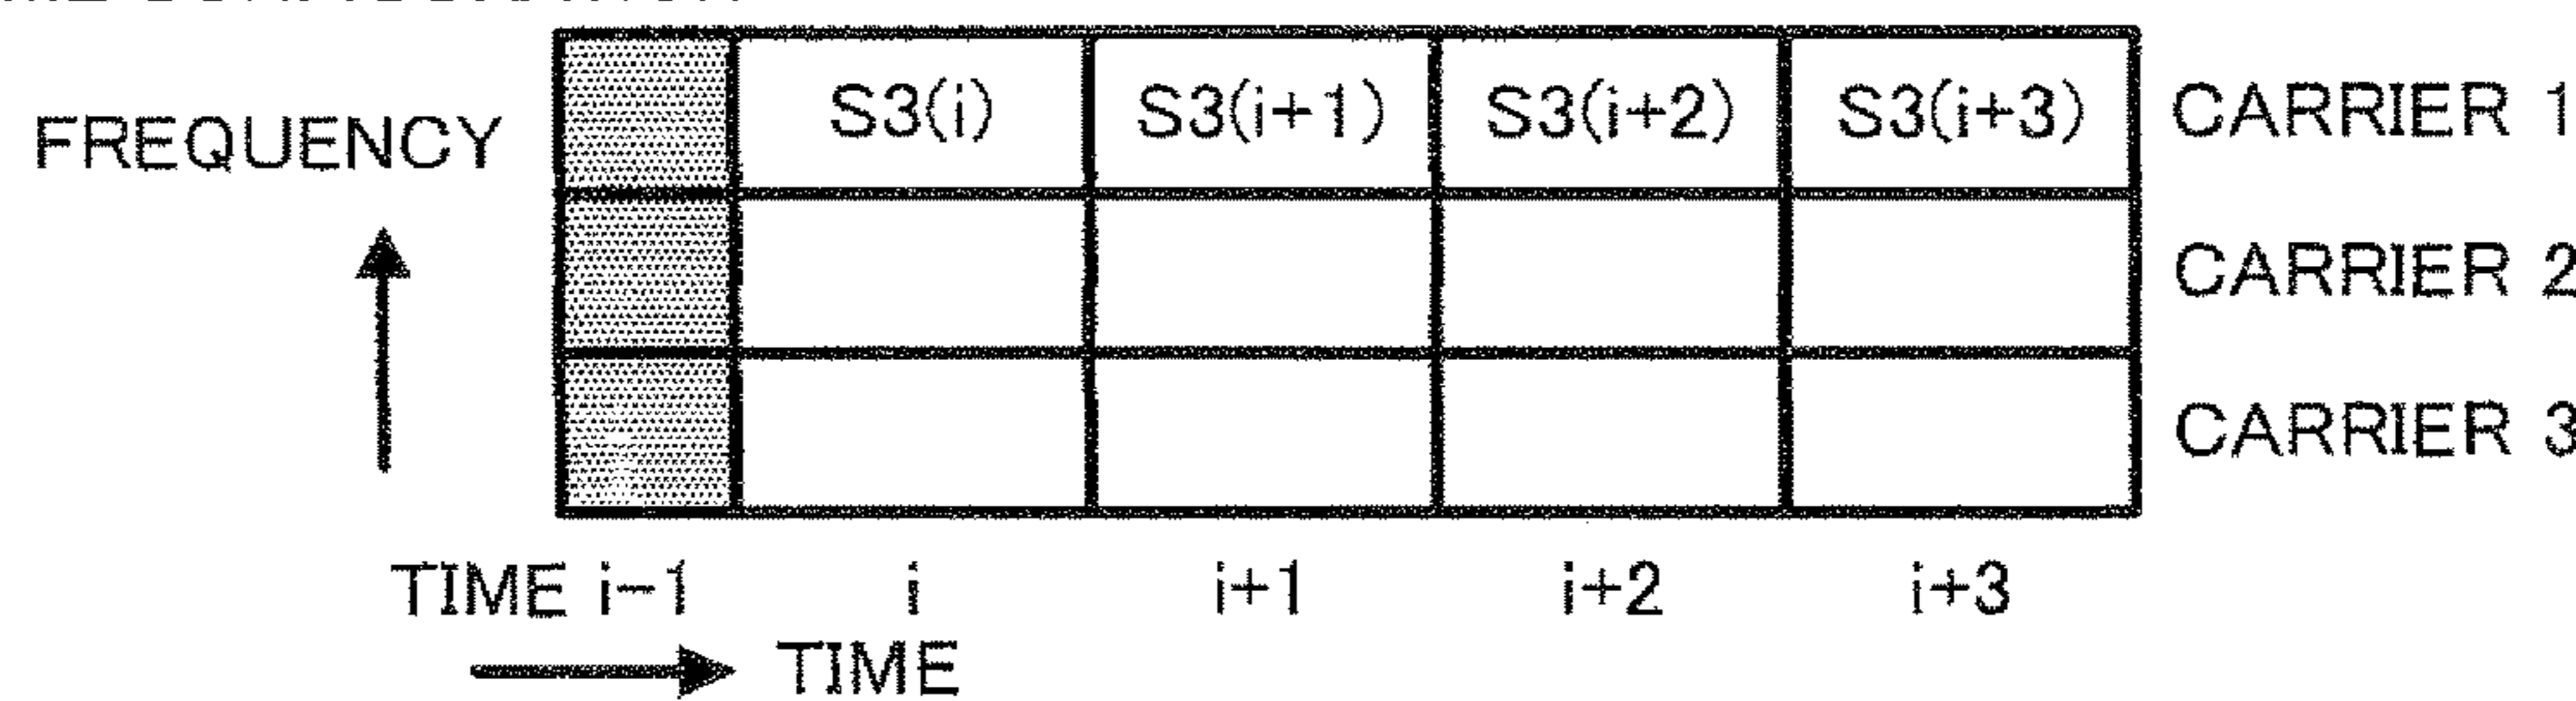 FREQUENCY
S3(i) S3(i+1) S3(i+2) S3(i+3) CARRIER 1
CARRIER 2
CARRIER 3
TIME i-1 i i+1 i+2 i+3
TIME